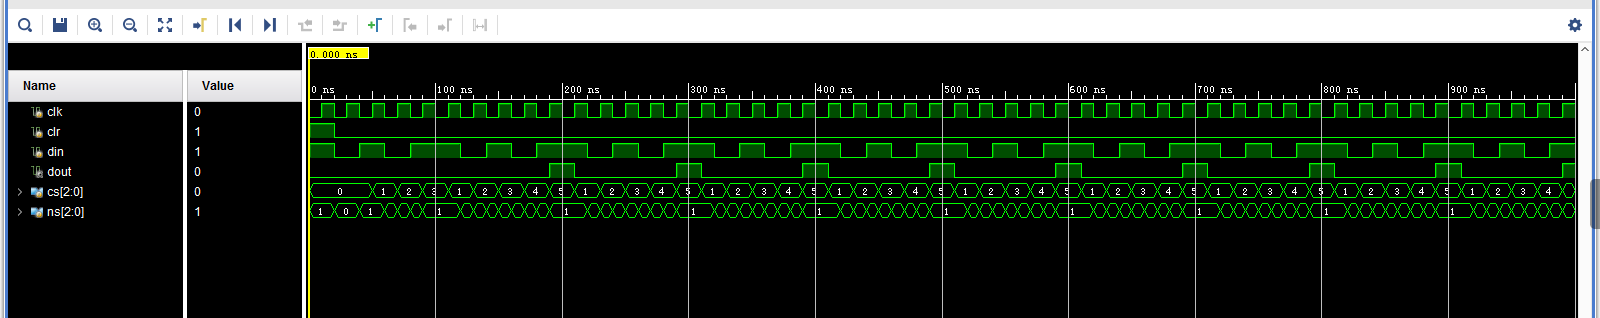 0.000 ns
Name Value
0 ns 100 ns 200 ns 300 ns 400 ns 500 ns 600 ns 700 ns 800 ns 900 ns
clk 0
clr 1
din 1
dout 0
cs[2:0] 0 0 1 2 3 1 2 3 4 5 1 2 3 4 5 1 2 3 4 5 1 2 3 4 5 1 2 3 4 5 1 2 3 4 5 1 2 3 4 5 1 2 3 4 5 1 2 3 4
ns[2:0] 1 1 0 1 1 1 1 1 1 1 1 1 1